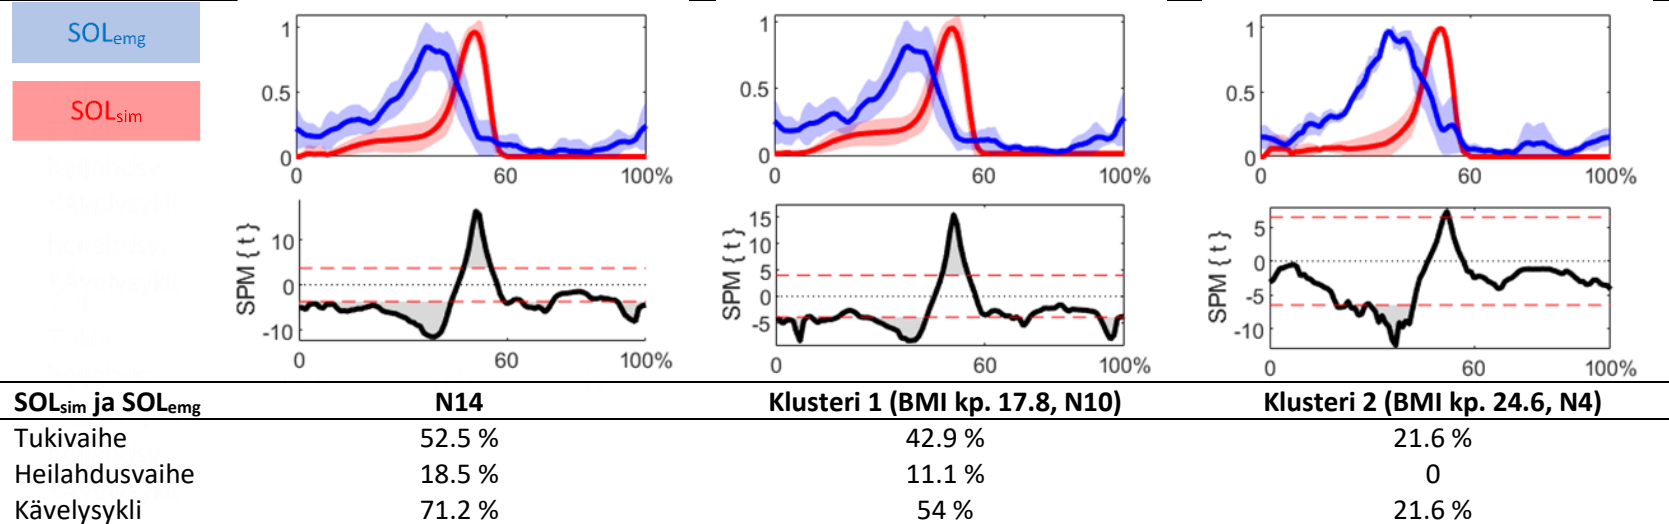 SOLemg
SOLsim
1
0.5
0
0 60 100%
1
0.5
0
0 60 100%
1
0.5
0
0 60 100%
SPM { t }
10
0
-10
0 60 100%
SPM { t }
15
10
5
0
-5
0 60 100%
SPM { t }
5
0
-5
-10
0 60 100%
SOLsim ja SOLemg N14 Klusteri 1 (BMI kp. 17.8, N10) Klusteri 2 (BMI kp. 24.6, N4)
Tukivaihe 52.5 % 42.9 % 21.6 %
Heilahdusvaihe 18.5 % 11.1 % 0
Kävelysykli 71.2 % 54 % 21.6 %